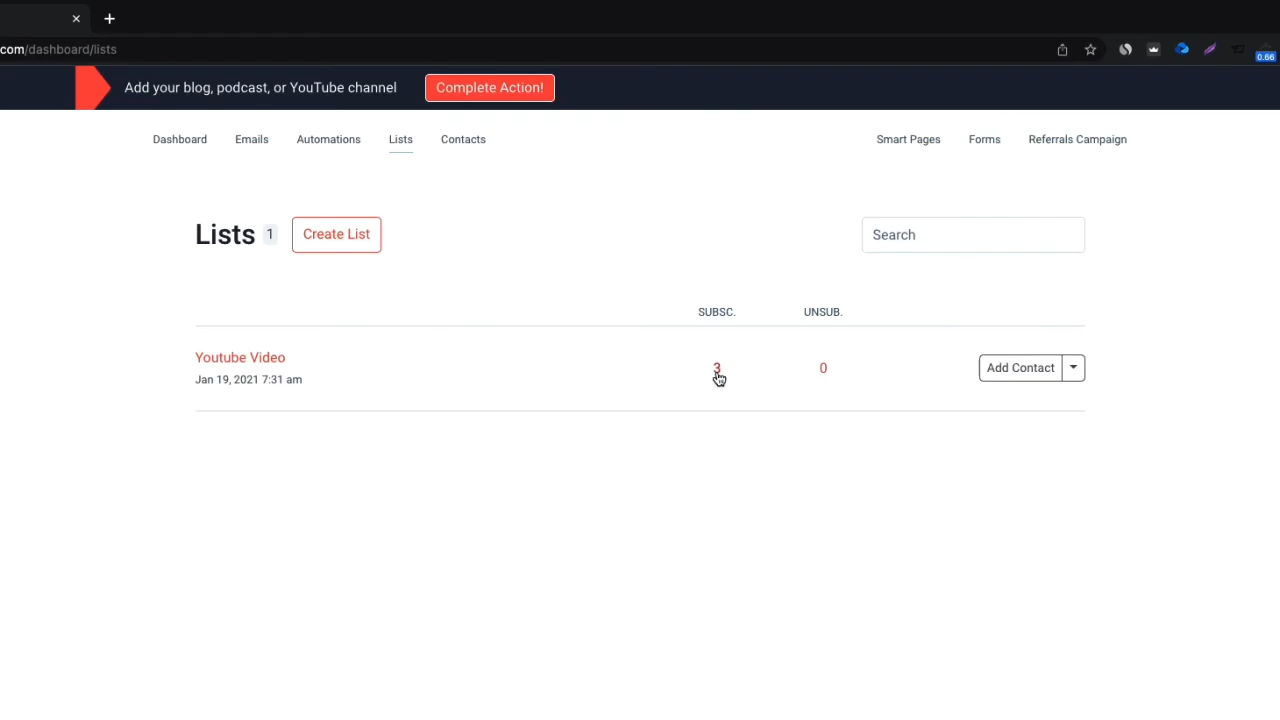 com/dashboard/lists
0.66
Add your blog, podcast, or YouTube channel Complete Action!
Dashboard Emails Automations Lists Contacts Smart Pages Forms Referrals Campaign
Lists 1 Create List Search
SUBSC. UNSUB.
Youtube Video
3 0 Add Contact
Jan 19, 2021 7:31 am